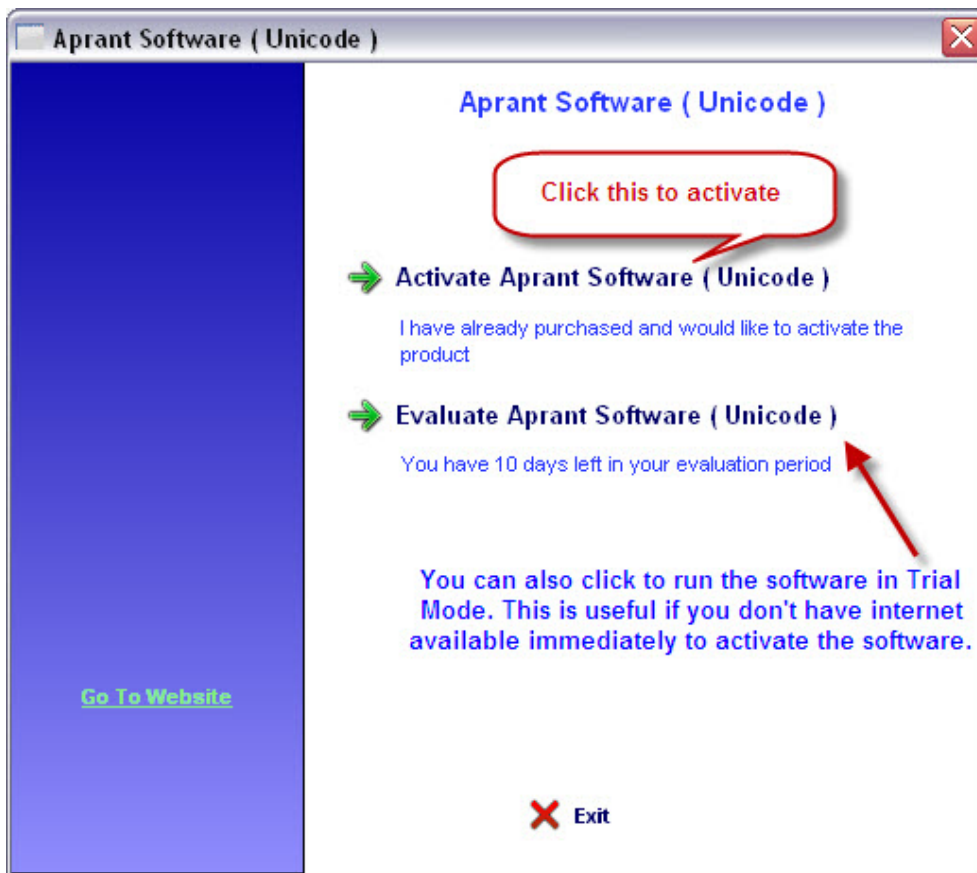 Aprant Software ( Unicode )
Aprant Software ( Unicode )
Click this to activate
Activate Aprant Software ( Unicode )
I have already purchased and would like to activate the
product
Evaluate Aprant Software ( Unicode )
You have 10 days left in your evaluation period
You can also click to run the software in Trial
Mode. This is useful if you don't have internet
available immediately to activate the software.
Go To Website
Exit